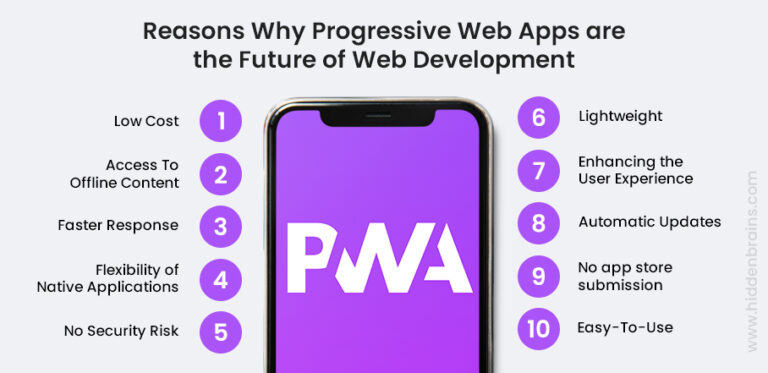 Reasons Why Progressive Web Apps are
the Future of Web Development
Low Cost
1
Access To
Offline Content
2
Faster Response
3
Flexibility of
Native Applications
4
No Security Risk
5
PWA
6
Lightweight
7
Enhancing the
User Experience
8
Automatic Updates
9
No app store
submission
10
Easy-To-Use
www.hiddenbrains.com